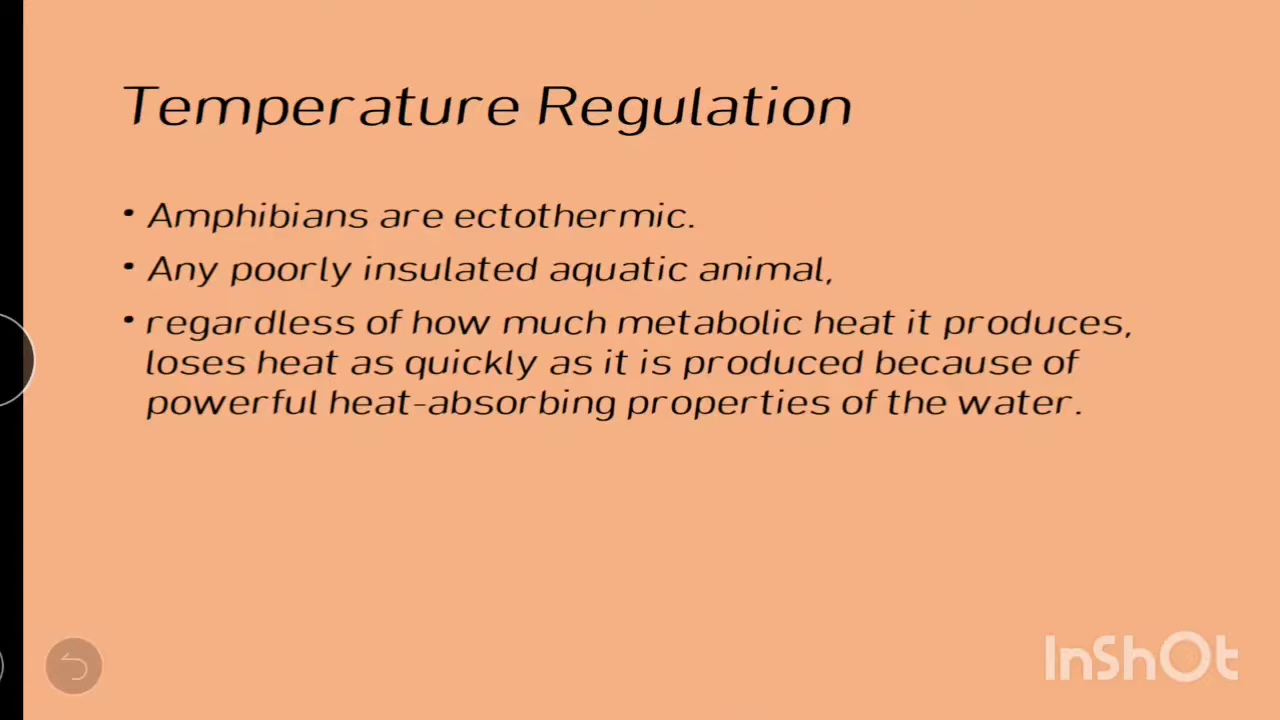 Temperature Regulation
• Amphibians are ectothermic.
• Any poorly insulated aquatic animal,
• regardless of how much metabolic heat it produces,
loses heat as quickly as it is produced because of
powerful heat-absorbing properties of the water.
InShOt